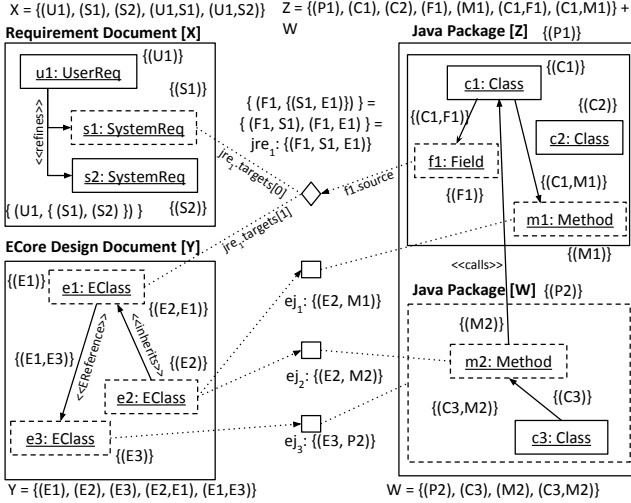 X = {(U1), (S1), (S2), (U1,S1), (U1,S2)}
Z = {(P1), (C1), (C2), (F1), (M1), (C1,F1), (C1,M1)} +
W
Requirement Document [X]
{(U1)}
u1: UserReq
{(S1)}
<<refines>>
s1: SystemReq
s2: SystemReq
{ (U1, { (S1), (S2) }) }
{(S2)}
{ (F1, {(S1, E1)}) } =
{ (F1, S1), (F1, E1) } =
jre1: {(F1, S1, E1)}
jre1.targets[0]
jre1.targets[1]
f1.source
Java Package [Z]
{(P1)}
{(C1)}
c1: Class
{(C2)}
{(C1,F1)}
c2: Class
f1: Field
{(F1)}
{(C1,M1)}
m1: Method
{(M1)}
<<calls>>
ECore Design Document [Y]
{(E1)}
e1: EClass
{(E2,E1)}
{(E1,E3)}
<<EReference>>
<<inherits>>
{(E2)}
e2: EClass
e3: EClass
{(E3)}
ej1: {(E2, M1)}
ej2: {(E2, M2)}
ej3: {(E3, P2)}
Java Package [W]
{(P2)}
{(M2)}
m2: Method
{(C3)}
{(C3,M2)}
c3: Class
Y = {(E1), (E2), (E3), (E2,E1), (E1,E3)}
W = {(P2), (C3), (M2), (C3,M2)}